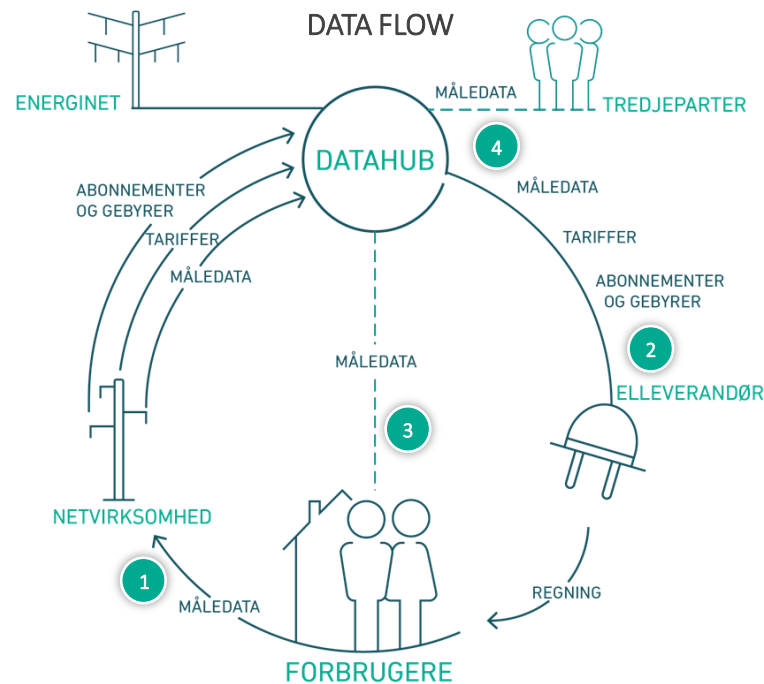 DATA FLOW
ENERGINET
MÅLEDATA
TREDJEPARTER
DATAHUB
4
ABONNEMENTER
OG GEBYRER
TARIFFER
MÅLEDATA
MÅLEDATA
TARIFFER
ABONNEMENTER
OG GEBYRER
2
MÅLEDATA
ELLEVERANDØR
3
NETVIRKSOMHED
1
MÅLEDATA
REGNING
FORBRUGERE